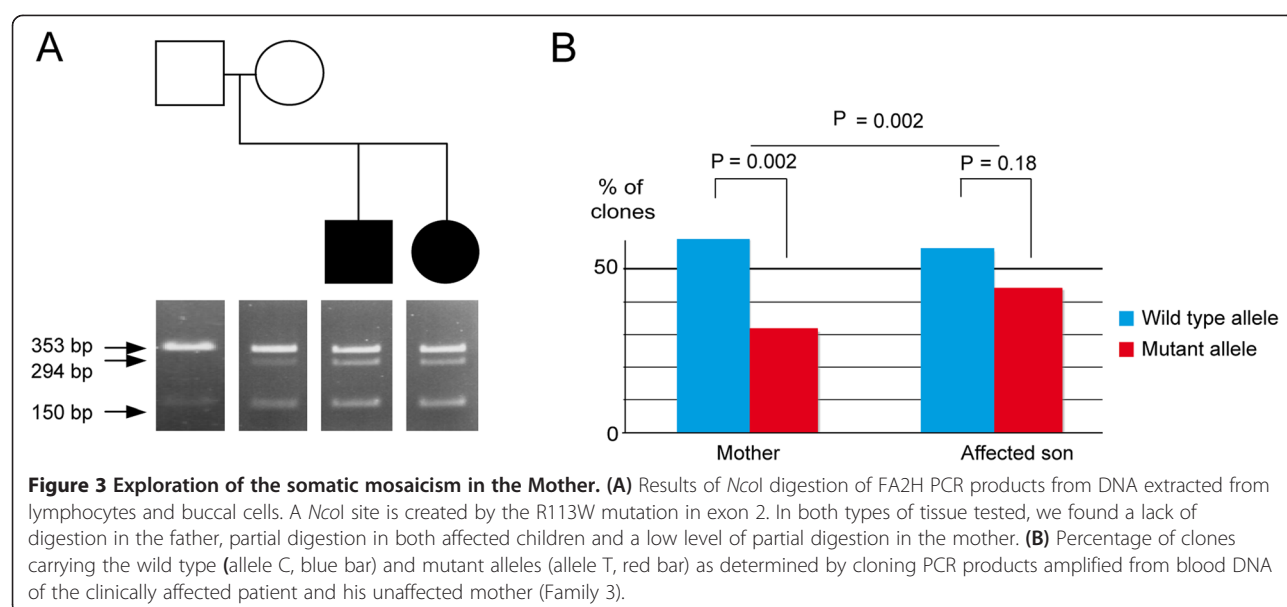 A
353 bp
294 bp
150 bp
B
P = 0.002
P = 0.002
P = 0.18
% of
clones
50
0
Mother
Affected son
Wild type allele
Mutant allele
Figure 3 Exploration of the somatic mosaicism in the Mother. (A) Results of NcoI digestion of FA2H PCR products from DNA extracted from
lymphocytes and buccal cells. A NcoI site is created by the R113W mutation in exon 2. In both types of tissue tested, we found a lack of
digestion in the father, partial digestion in both affected children and a low level of partial digestion in the mother. (B) Percentage of clones
carrying the wild type (allele C, blue bar) and mutant alleles (allele T, red bar) as determined by cloning PCR products amplified from blood DNA
of the clinically affected patient and his unaffected mother (Family 3).